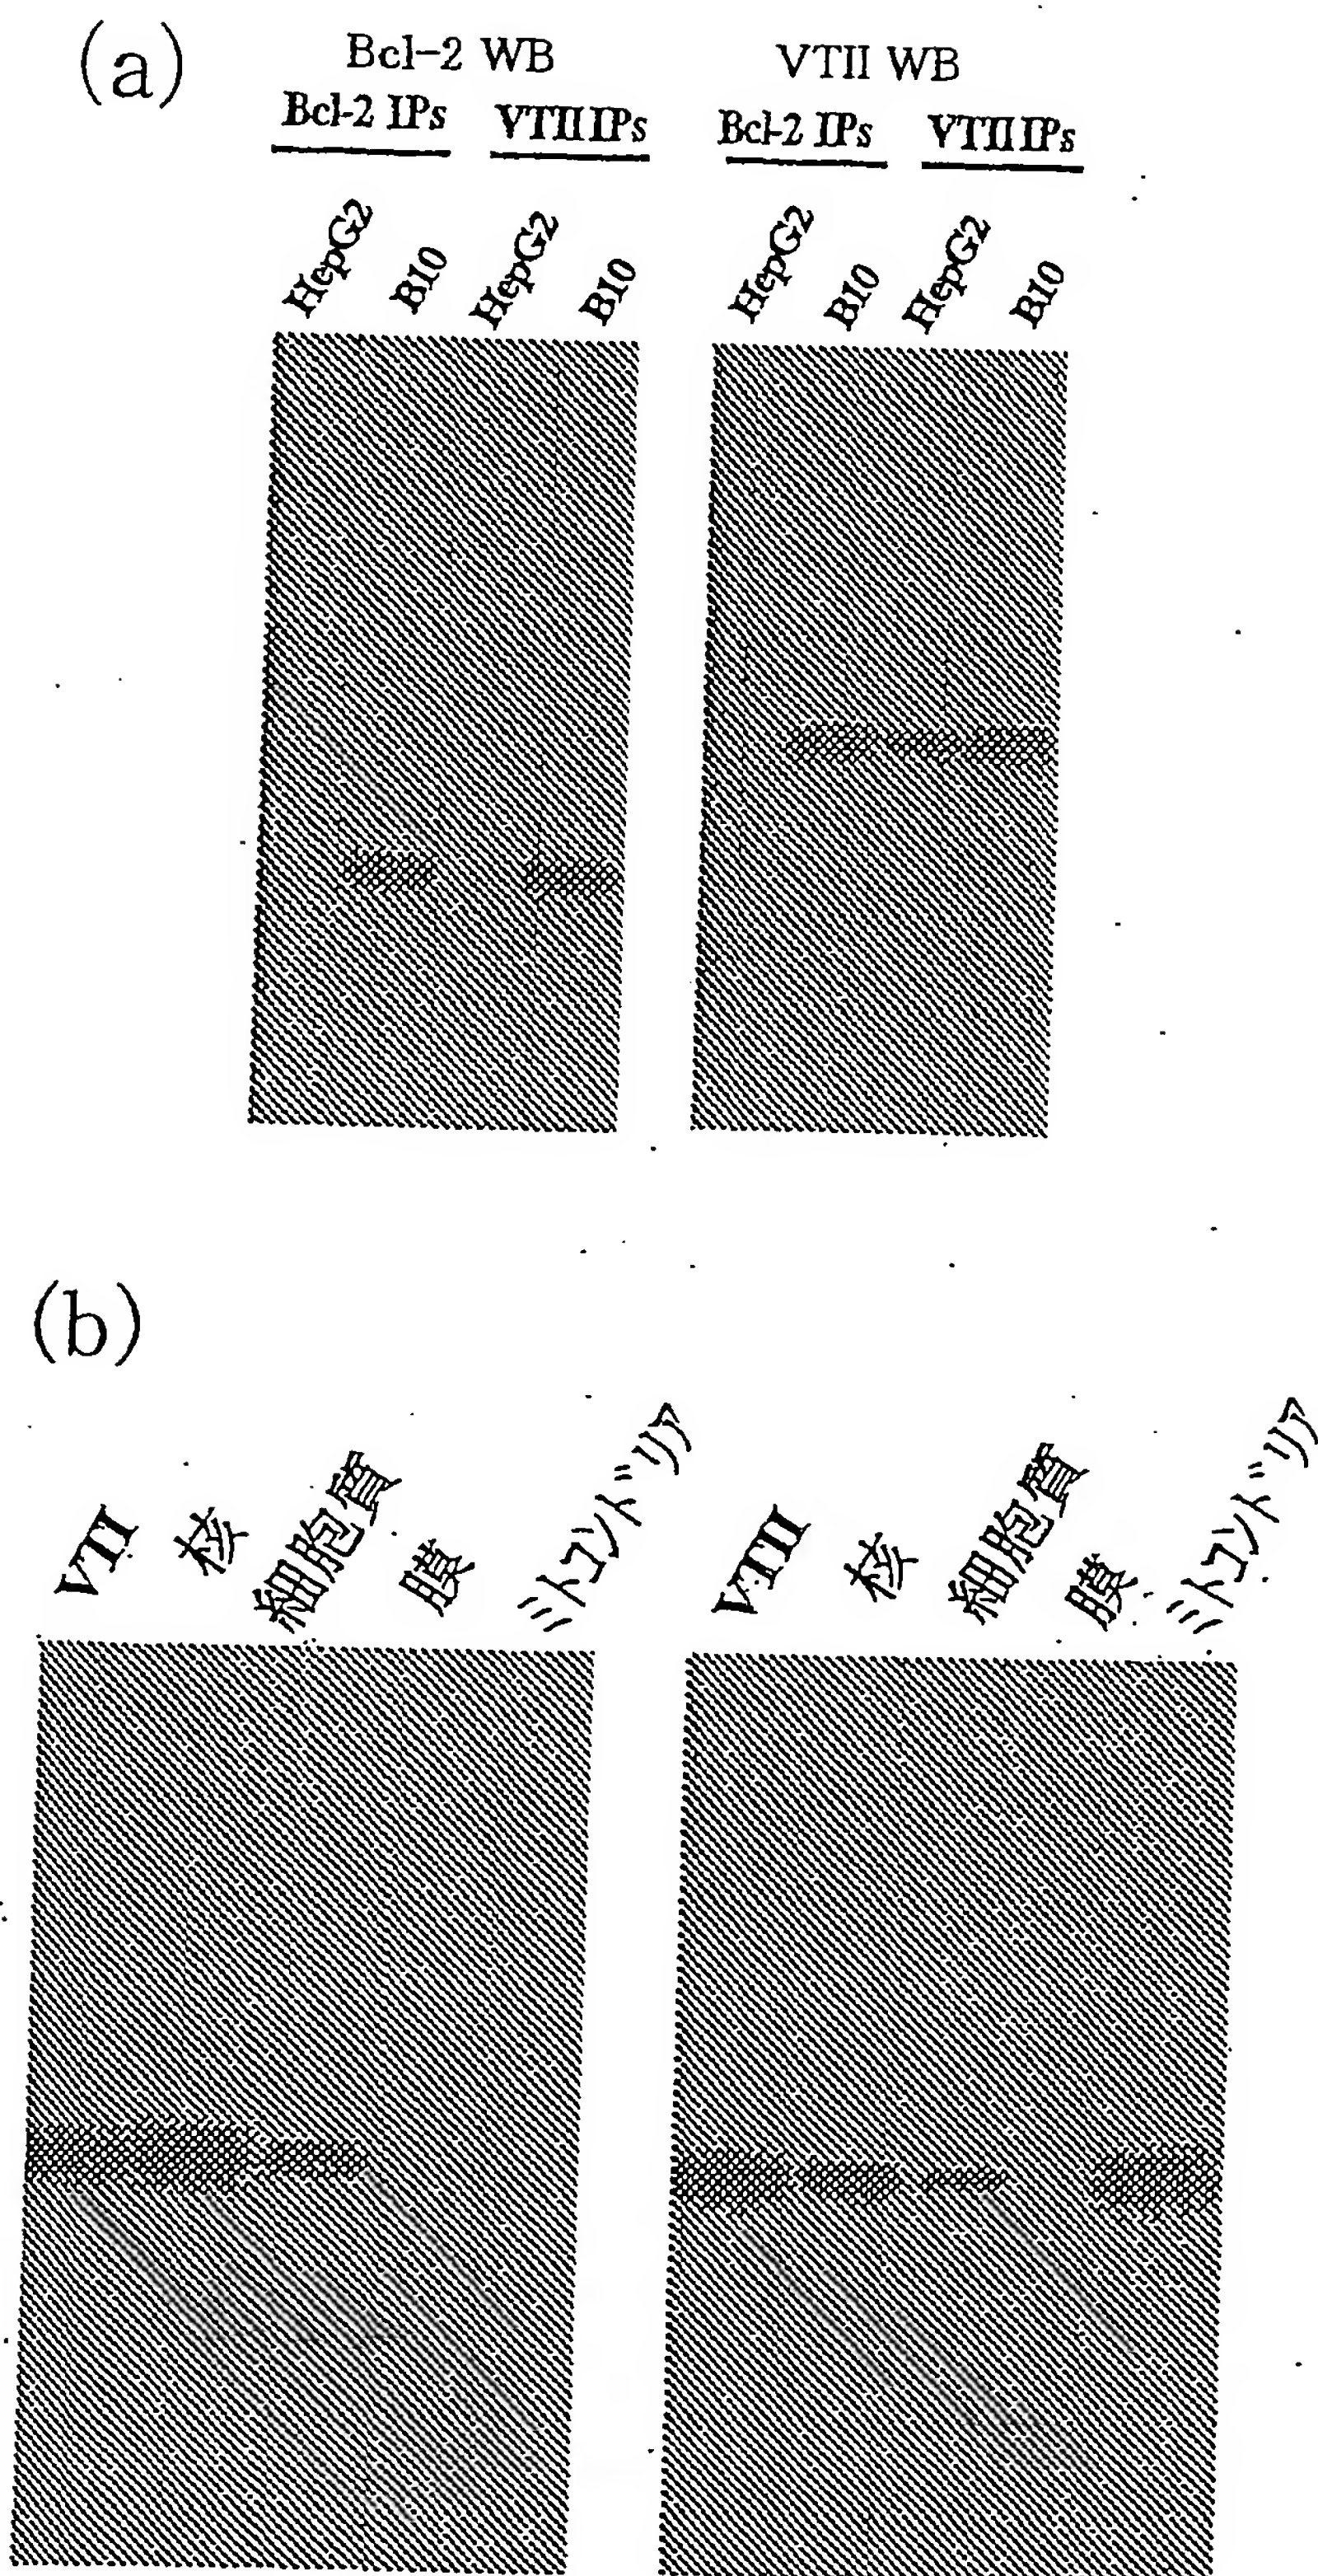 (a)
Bcl-2 WB
VTII WB
Bcl-2 IPs
VTII IPs
Bcl-2 IPs
VTII IPs
HepG2
B10
HepG2
B10
HepG2
B10
HepG2
B10
(b)
VTI
核
細胞質
膜
ミトコンドリア
VTII
核
細胞質
膜
ミトコンドリア